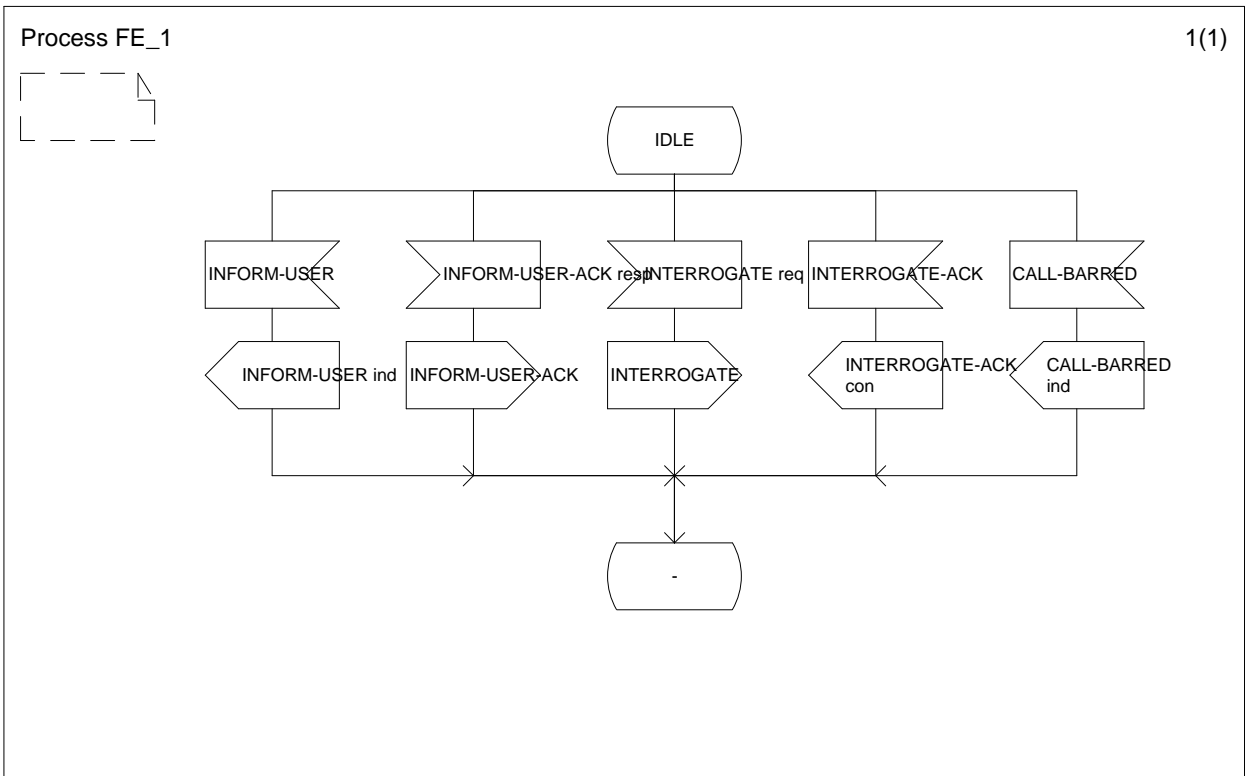 Process FE_1
1(1)
IDLE
INFORM-USER
INFORM-USER-ACK resp
INTERROGATE req
INTERROGATE-ACK
CALL-BARRED
INFORM-USER ind
INFORM-USER-ACK
INTERROGATE
INTERROGATE-ACK
con
CALL-BARRED
ind
-